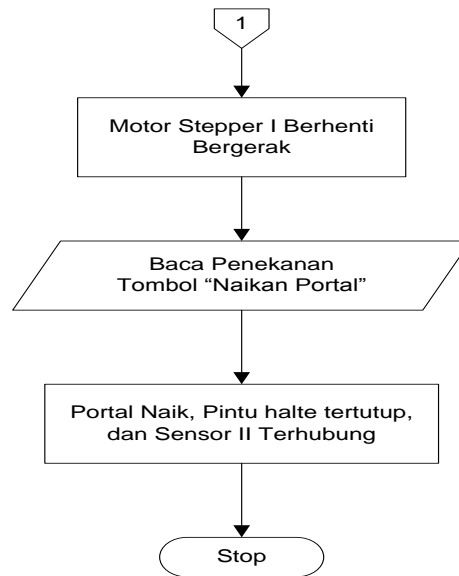 1
Motor Stepper I Berhenti
Bergerak
Baca Penekanan
Tombol “Naikan Portal”
Portal Naik, Pintu halte tertutup,
dan Sensor II Terhubung
Stop